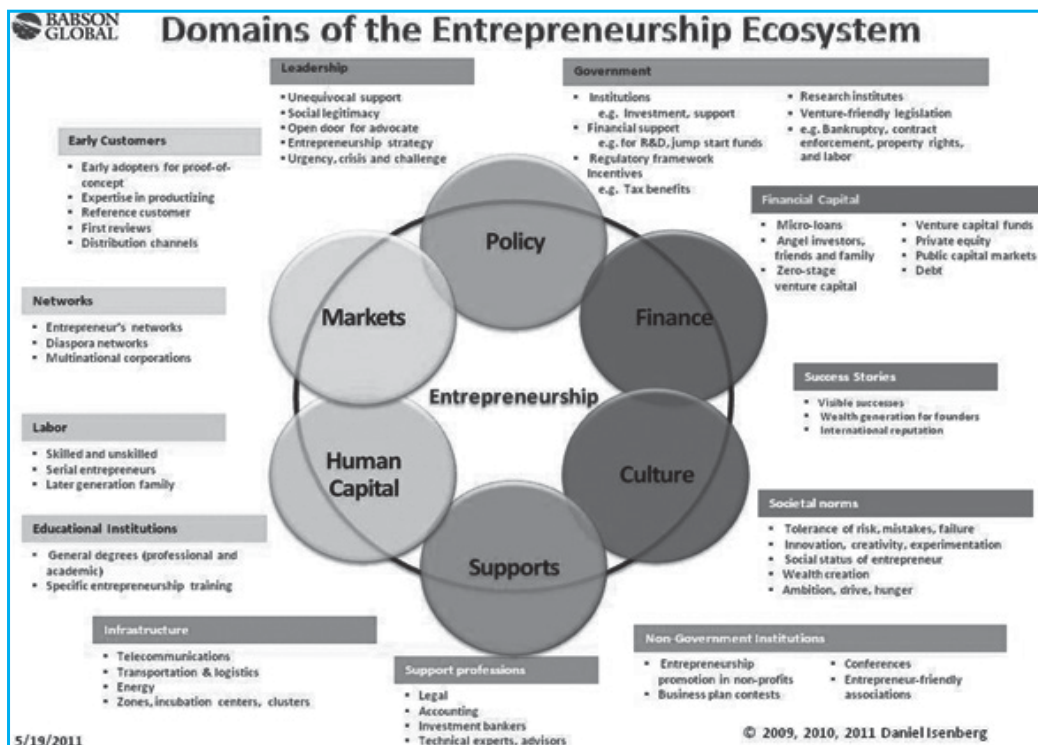 BABSON
GLOBAL
Domains of the Entrepreneurship Ecosystem
Leadership
▪ Unequivocal support
▪ Social legitimacy
▪ Open door for advocate
▪ Entrepreneurship strategy
▪ Urgency, crisis and challenge
Government
▪ Institutions
e.g. Investment, support
▪ Financial support
e.g. for R&D, jump start funds
▪ Regulatory framework
Incentives
e.g. Tax benefits
▪ Research institutes
▪ Venture-friendly legislation
▪ e.g. Bankruptcy, contract
enforcement, property rights,
and labor
Early Customers
▪ Early adopters for proof-of-
concept
▪ Expertise in productizing
▪ Reference customer
▪ First reviews
▪ Distribution channels
Financial Capital
▪ Micro-loans
▪ Angel investors,
friends and family
▪ Zero-stage
venture capital
▪ Venture capital funds
▪ Private equity
▪ Public capital markets
▪ Debt
Policy
Markets
Finance
Entrepreneurship
Human
Capital
Culture
Supports
Networks
▪ Entrepreneur's networks
▪ Diaspora networks
▪ Multinational corporations
Success Stories
▪ Visible successes
▪ Wealth generation for founders
▪ International reputation
Labor
▪ Skilled and unskilled
▪ Serial entrepreneurs
▪ Later generation family
Societal norms
▪ Tolerance of risk, mistakes, failure
▪ Innovation, creativity, experimentation
▪ Social status of entrepreneur
▪ Wealth creation
▪ Ambition, drive, hunger
Educational Institutions
▪ General degrees (professional and
academic)
▪ Specific entrepreneurship training
Infrastructure
▪ Telecommunications
▪ Transportation & logistics
▪ Energy
▪ Zones, incubation centers, clusters
Support professions
▪ Legal
▪ Accounting
▪ Investment bankers
▪ Technical experts, advisors
Non-Government Institutions
▪ Entrepreneurship
promotion in non-profits
▪ Business plan contests
▪ Conferences
▪ Entrepreneur-friendly
associations
5/19/2011
© 2009, 2010, 2011 Daniel Isenberg